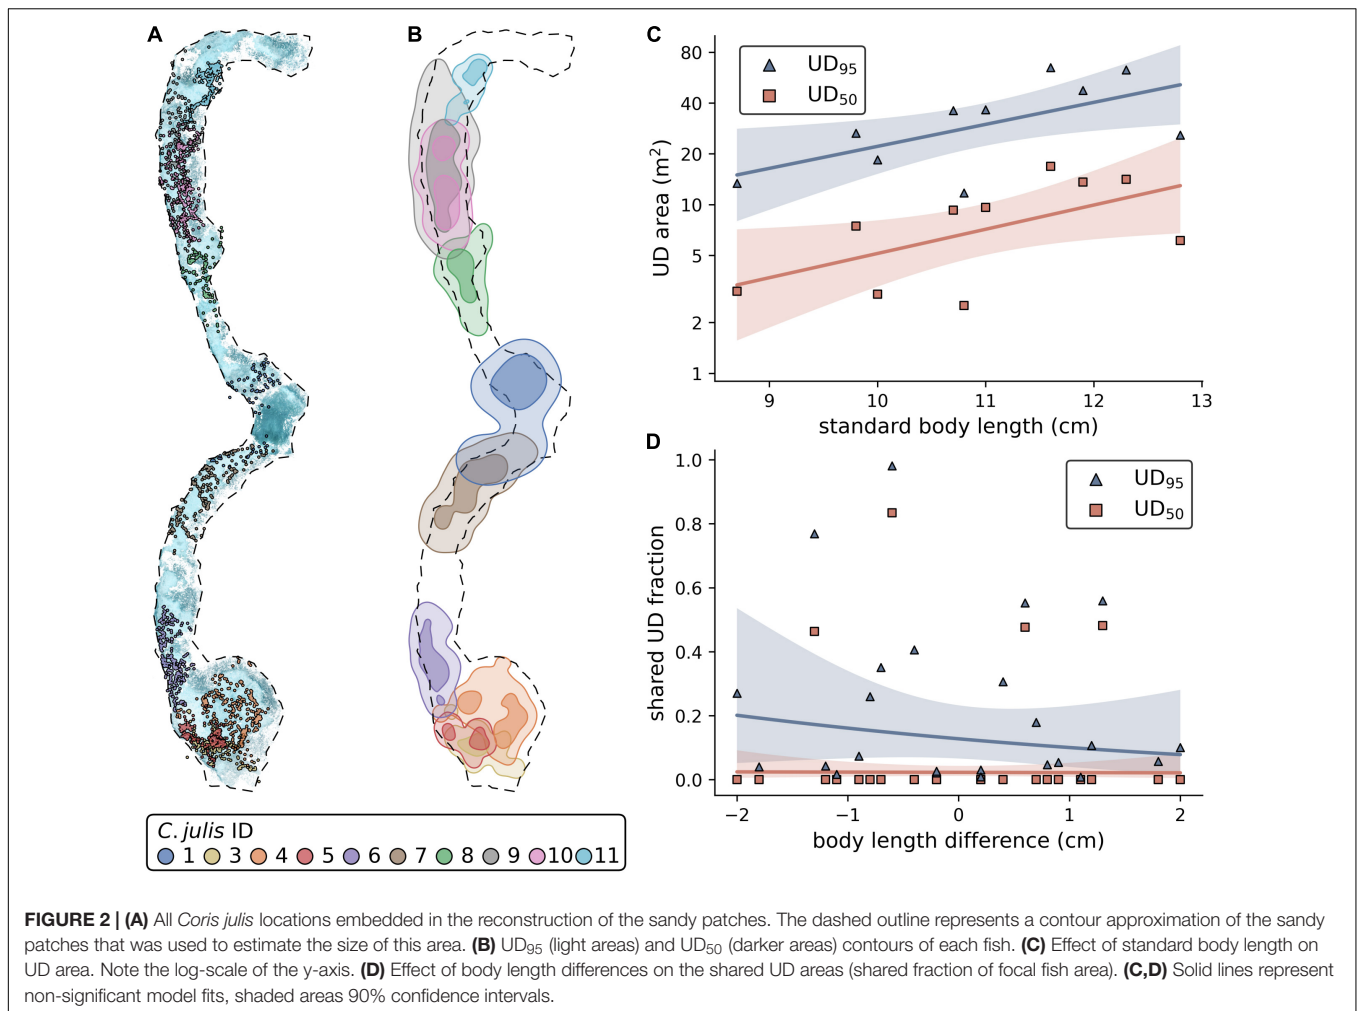 A
B
C. julis ID
1 3 4 5 6 7 8 9 10 11
C
UD95
UD50
80
40
20
10
5
2
1
UD area (m²)
9 10 11 12 13
standard body length (cm)
D
UD95
UD50
1.0
0.8
0.6
0.4
0.2
0.0
shared UD fraction
−2 −1 0 1 2
body length difference (cm)
FIGURE 2 | (A) All Coris julis locations embedded in the reconstruction of the sandy patches. The dashed outline represents a contour approximation of the sandy
patches that was used to estimate the size of this area. (B) UD95 (light areas) and UD50 (darker areas) contours of each fish. (C) Effect of standard body length on
UD area. Note the log-scale of the y-axis. (D) Effect of body length differences on the shared UD areas (shared fraction of focal fish area). (C,D) Solid lines represent
non-significant model fits, shaded areas 90% confidence intervals.